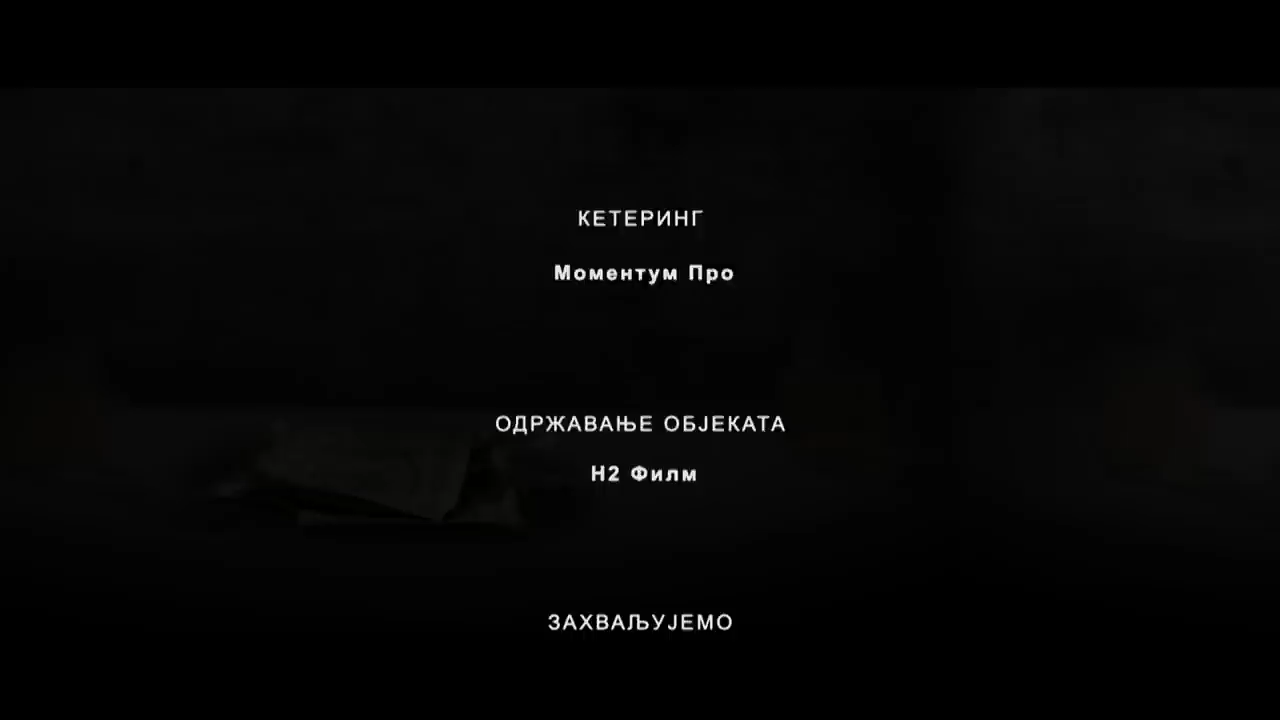 КЕТЕРИНГ
Моментум Про
ОДРЖАВАЊЕ ОБЈЕКАТА
Н2 Филм
ЗАХВАЉУЈЕМО